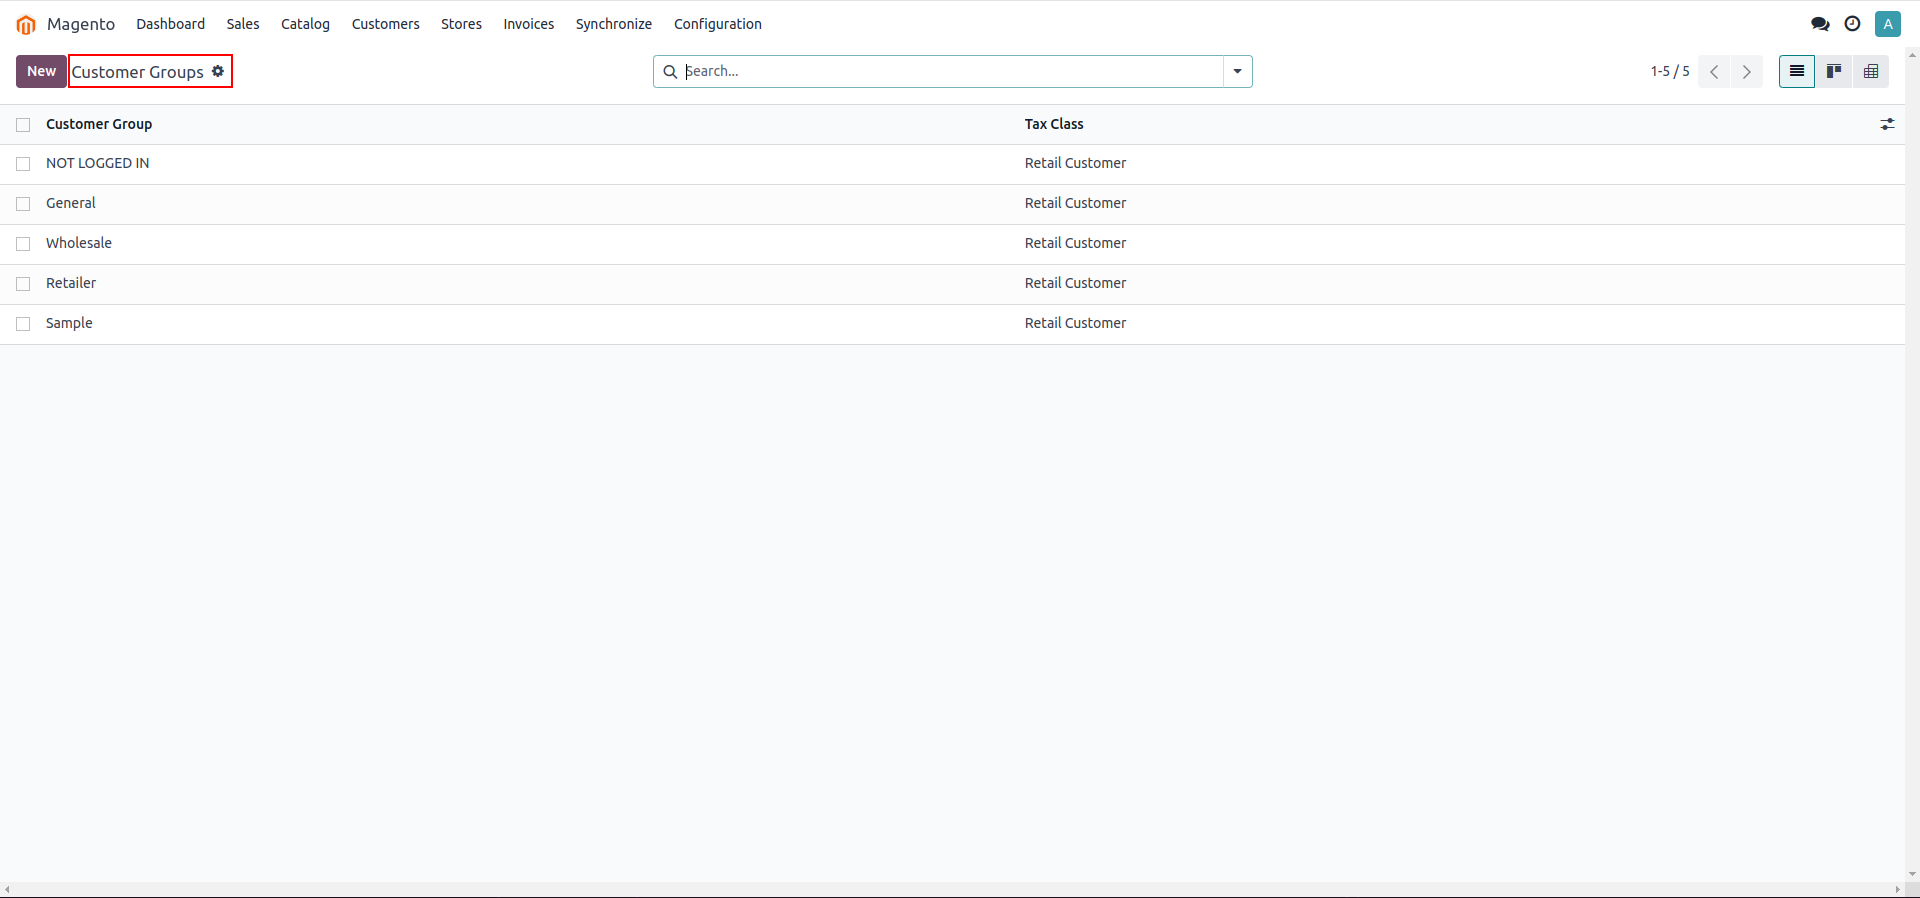 Magento Dashboard Sales Catalog Customers Stores Invoices Synchronize Configuration A
New Customer Groups Search... 1-5 / 5
Customer Group Tax Class
NOT LOGGED IN Retail Customer
General Retail Customer
Wholesale Retail Customer
Retailer Retail Customer
Sample Retail Customer